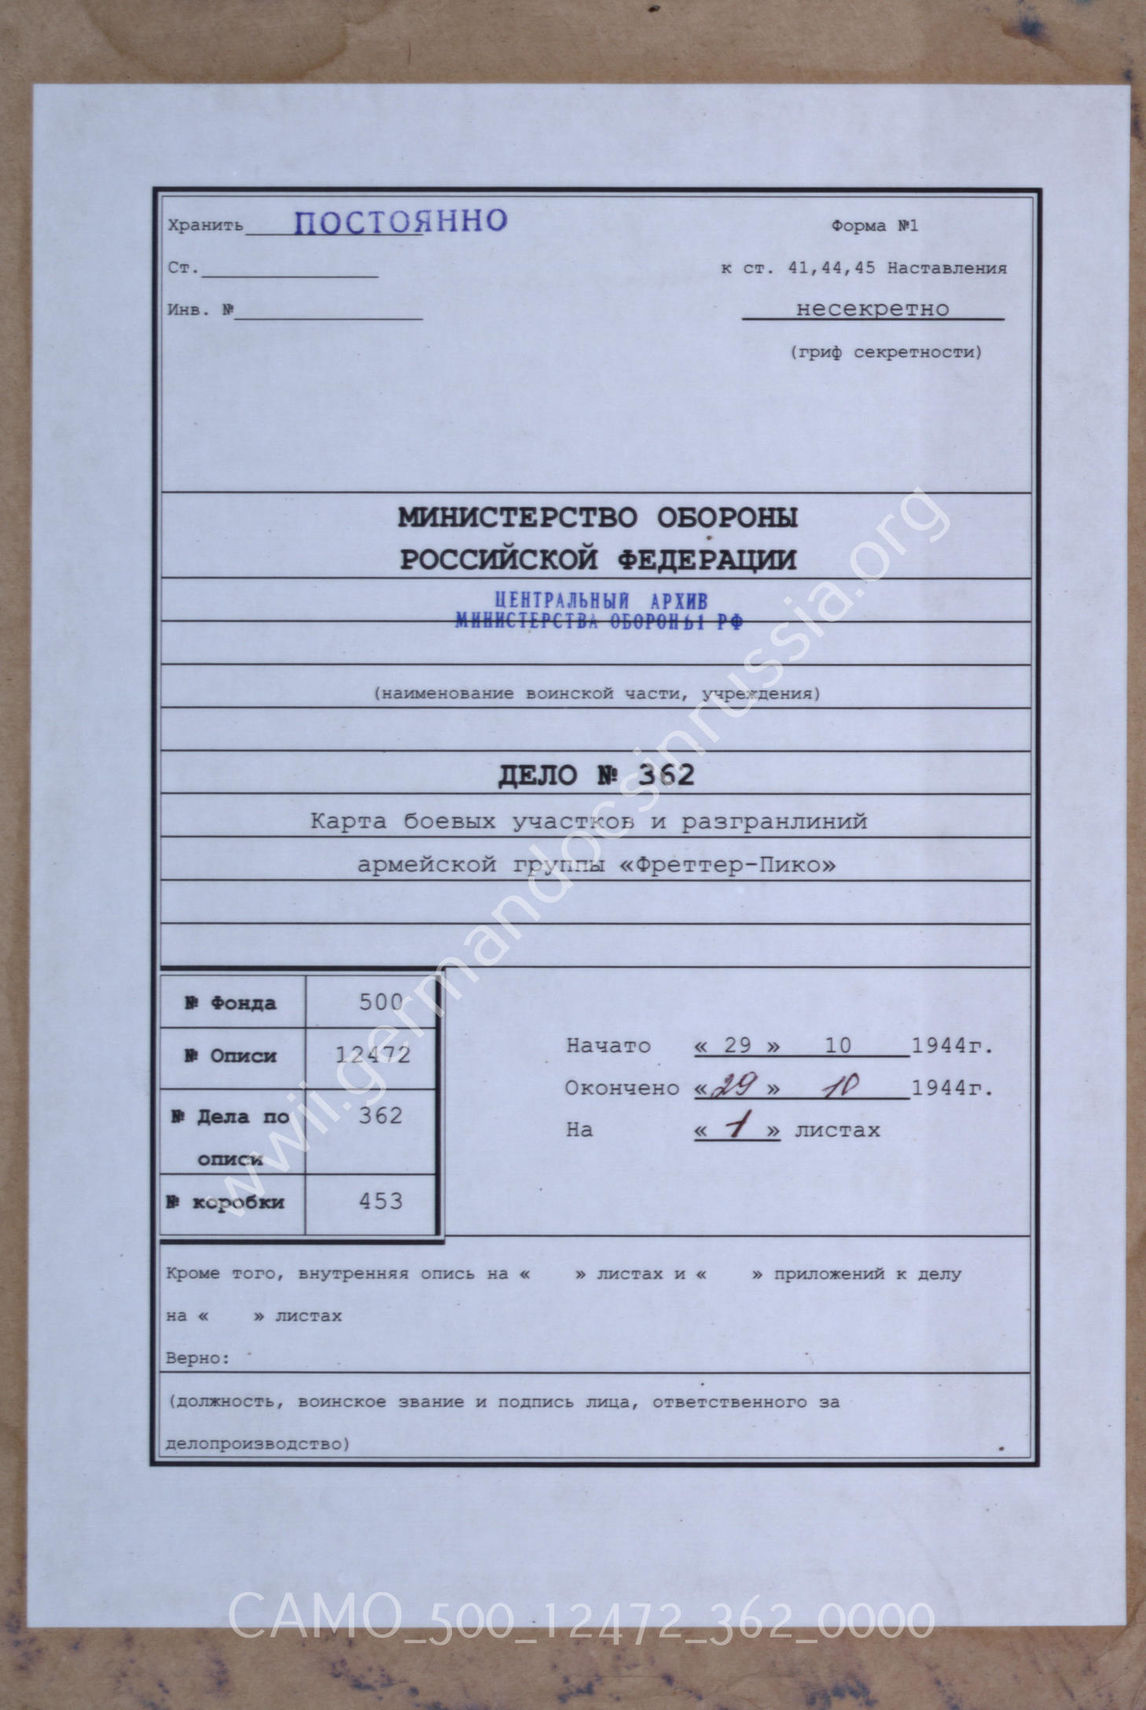 Хранить ПОСТОЯННО
Форма №1
Ст.
к ст. 41,44,45 Наставления
Инв. №
несекретно
(гриф секретности)
МИНИСТЕРСТВО ОБОРОНЫ
РОССИЙСКОЙ ФЕДЕРАЦИИ
ЦЕНТРАЛЬНЫЙ АРХИВ
МИНИСТЕРСТВА ОБОРОНЫ РФ
(наименование воинской части, учреждения)
ДЕЛО № 362
Карта боевых участков и разгранлиний
армейской группы «Фреттер-Пико»
№ Фонда 500
№ Описи 12472
№ Дела по 362
описи
№ коробки 453
Начато « 29 » 10 1944г.
Окончено « 29 » 10 1944г.
На « 1 » листах
Кроме того, внутренняя опись на « » листах и « » приложений к делу
на « » листах
Верно:
(должность, воинское звание и подпись лица, ответственного за
делопроизводство)
www.wwii.germandocsinrussia.org
CAMO_500_12472_362_0000